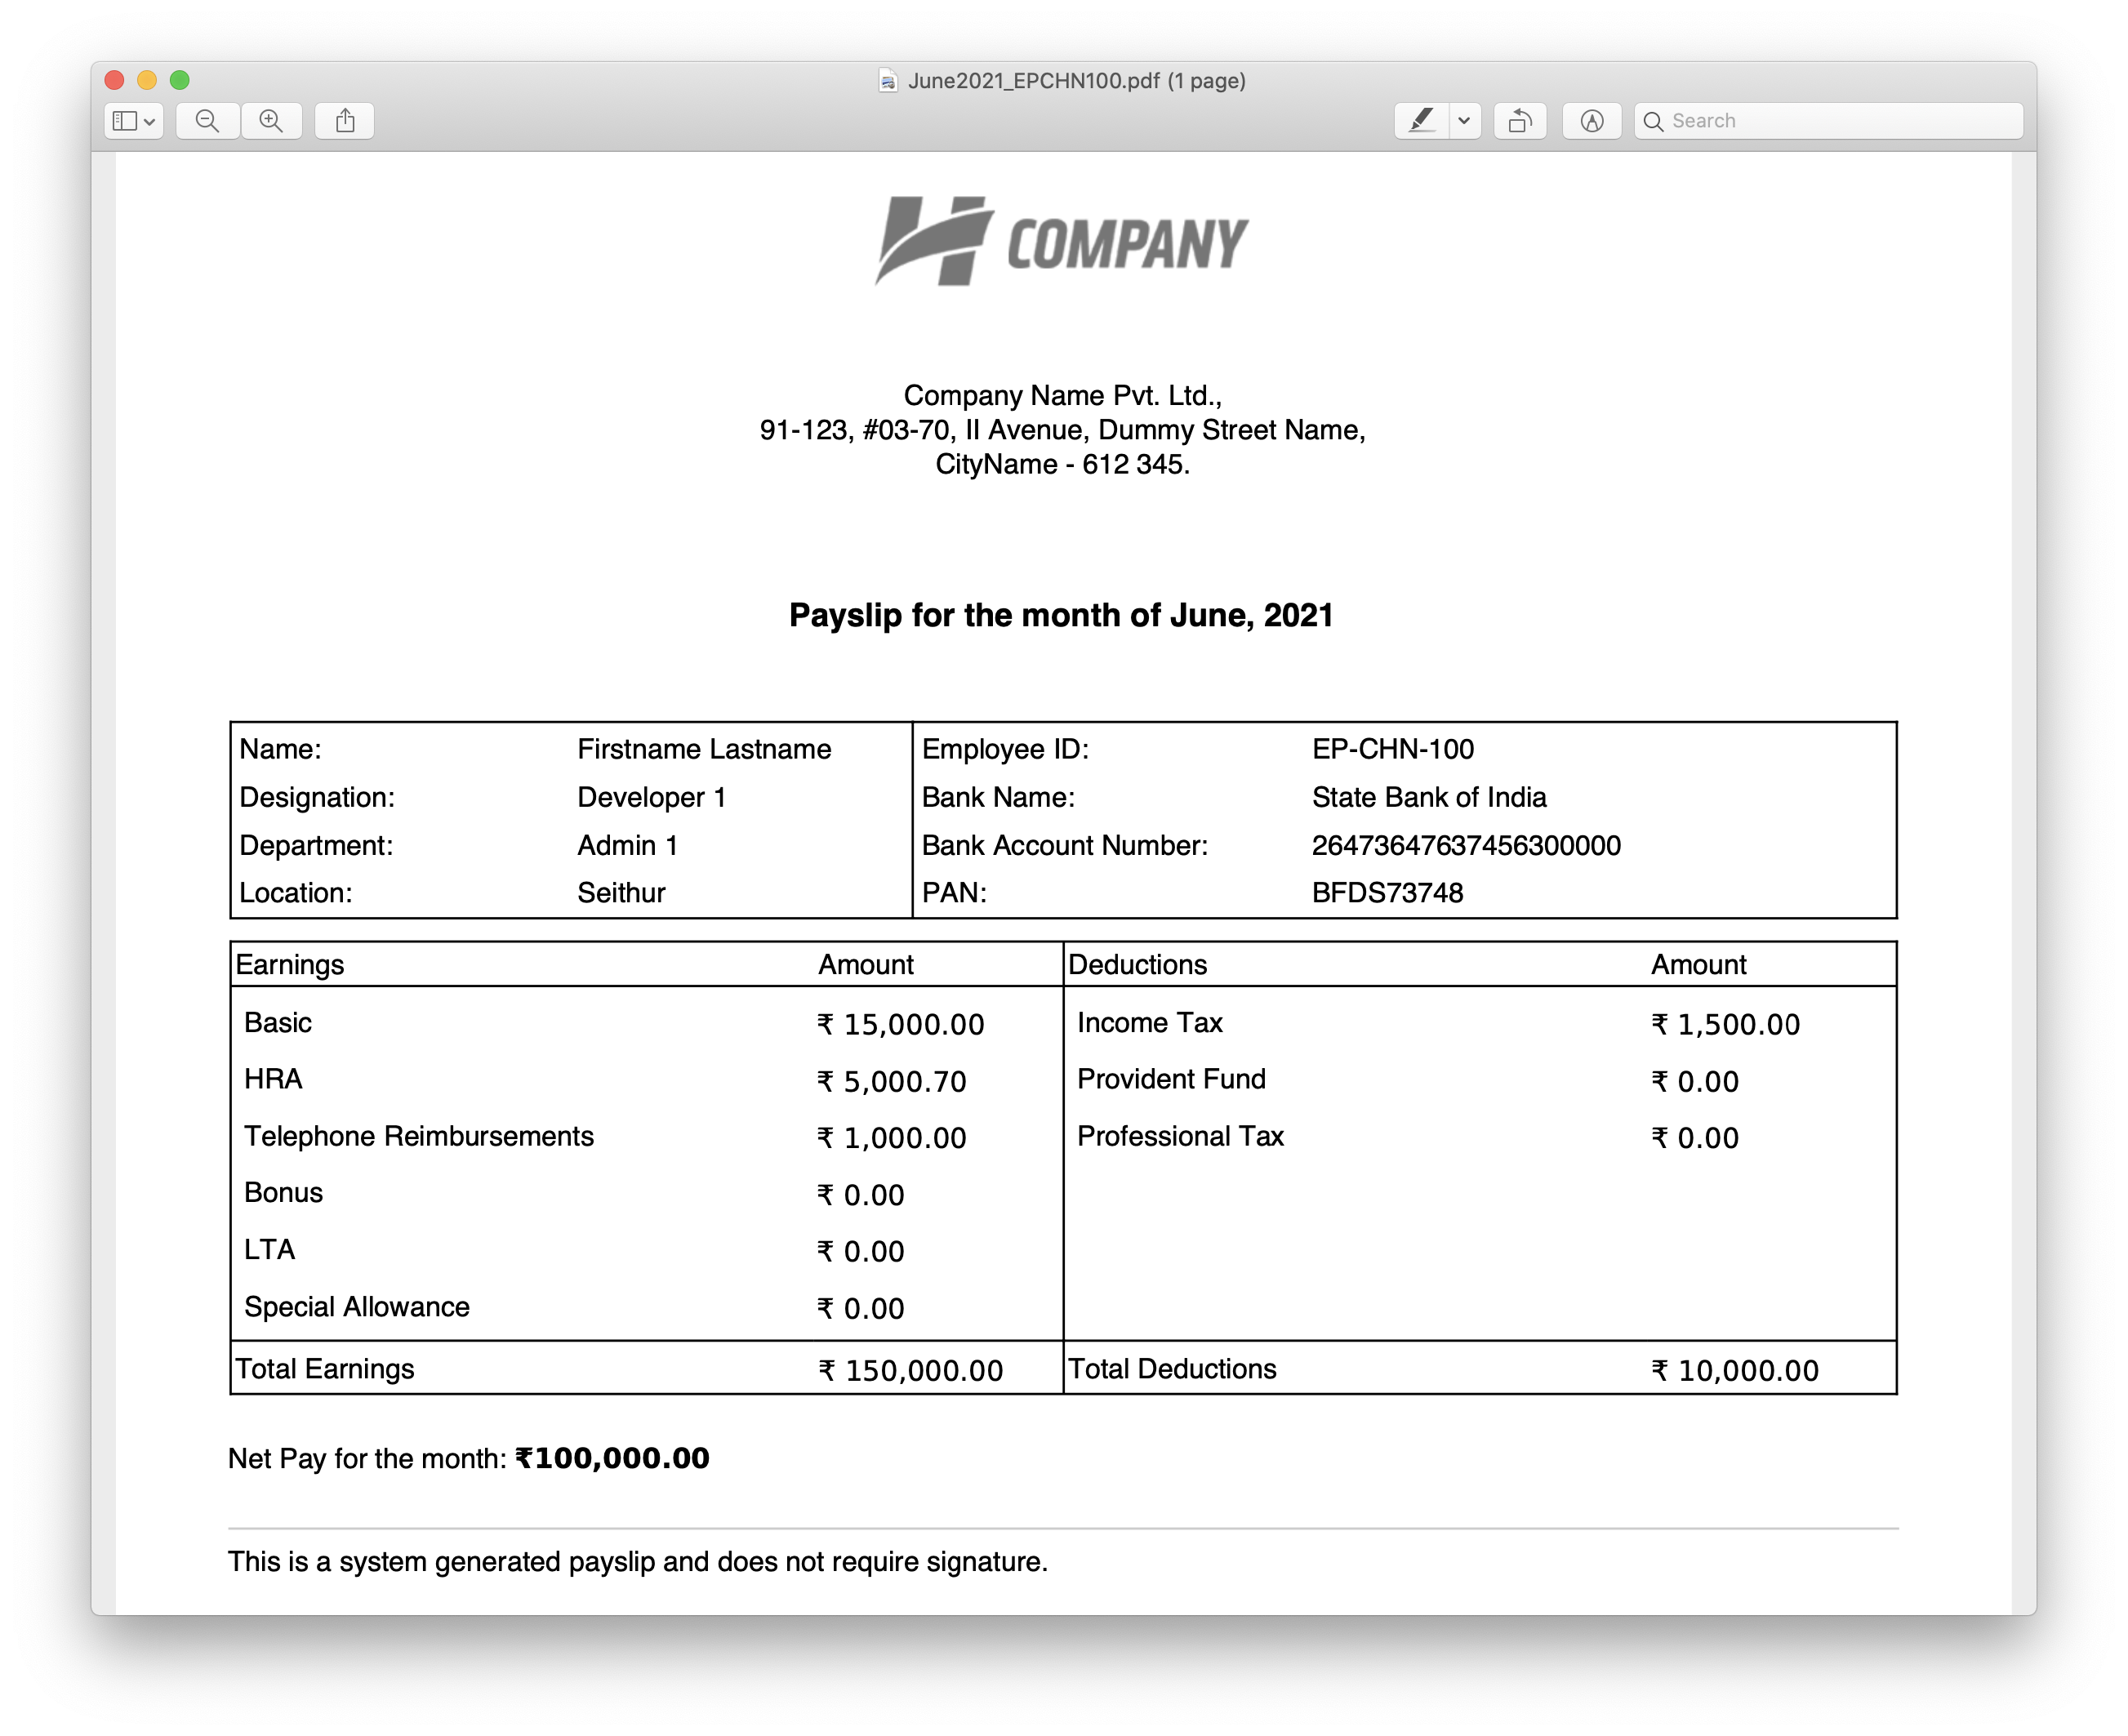 June2021_EPCHN100.pdf (1 page)
Search
H COMPANY
Company Name Pvt. Ltd.,
91-123, #03-70, II Avenue, Dummy Street Name,
CityName - 612 345.
Payslip for the month of June, 2021
Name: Firstname Lastname Employee ID: EP-CHN-100
Designation: Developer 1 Bank Name: State Bank of India
Department: Admin 1 Bank Account Number: 26473647637456300000
Location: Seithur PAN: BFDS73748
Earnings Amount Deductions Amount
Basic ₹ 15,000.00 Income Tax ₹ 1,500.00
HRA ₹ 5,000.70 Provident Fund ₹ 0.00
Telephone Reimbursements ₹ 1,000.00 Professional Tax ₹ 0.00
Bonus ₹ 0.00
LTA ₹ 0.00
Special Allowance ₹ 0.00
Total Earnings ₹ 150,000.00 Total Deductions ₹ 10,000.00
Net Pay for the month: ₹100,000.00
This is a system generated payslip and does not require signature.